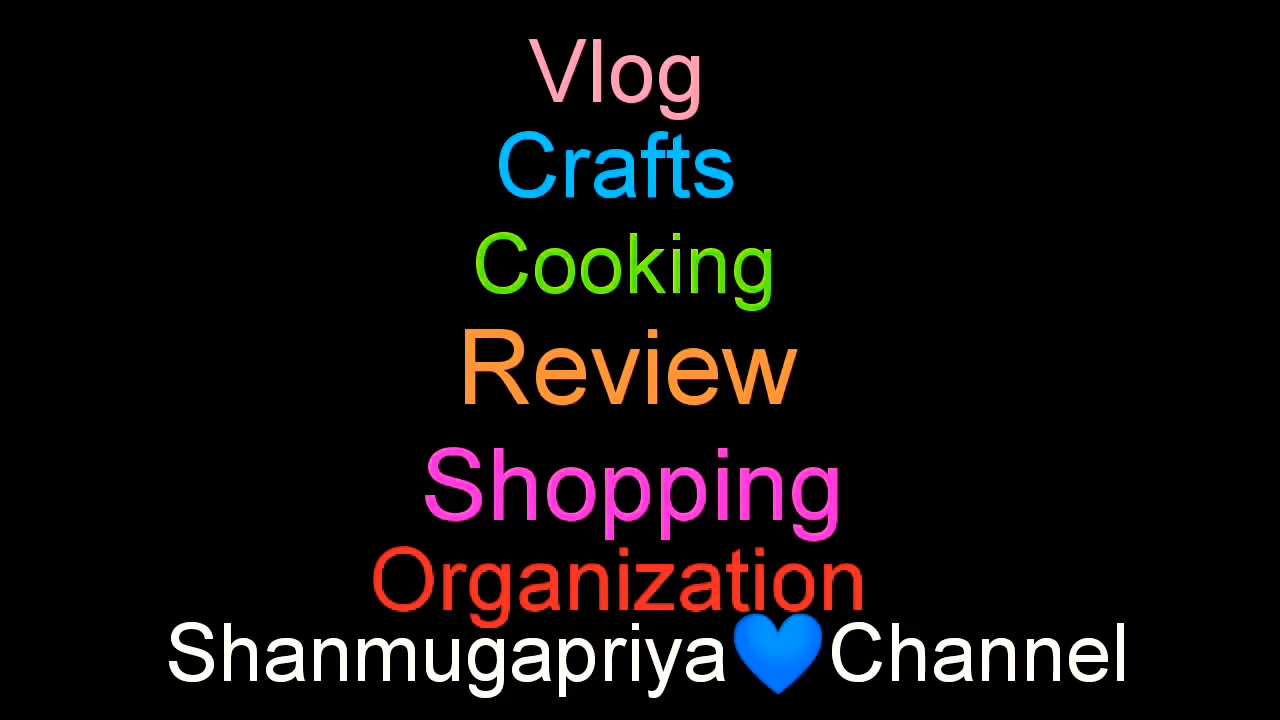 Vlog
Crafts
Cooking
Review
Shopping
Organization
Shanmugapriya💙Channel